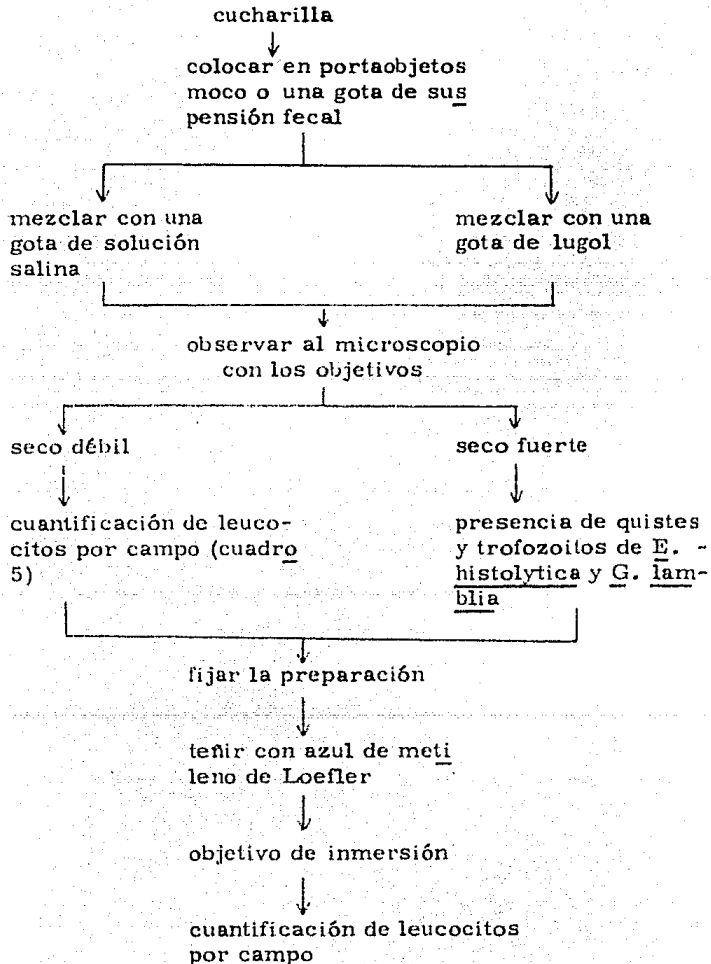 cucharilla
colocar en portaobjetos
moco o una gota de sus
pensión fecal
mezclar con una
gota de solución
salina
mezclar con una
gota de lugol
observar al microscopio
con los objetivos
seco débil
seco fuerte
cuantificación de leuco-
citos por campo (cuadro
5)
presencia de quistes
y trofozoitos de E. -
histolytica y G. lam-
blia
fijar la preparación
teñir con azul de meti
leno de Loefler
objetivo de inmersión
cuantificación de leucocitos
por campo